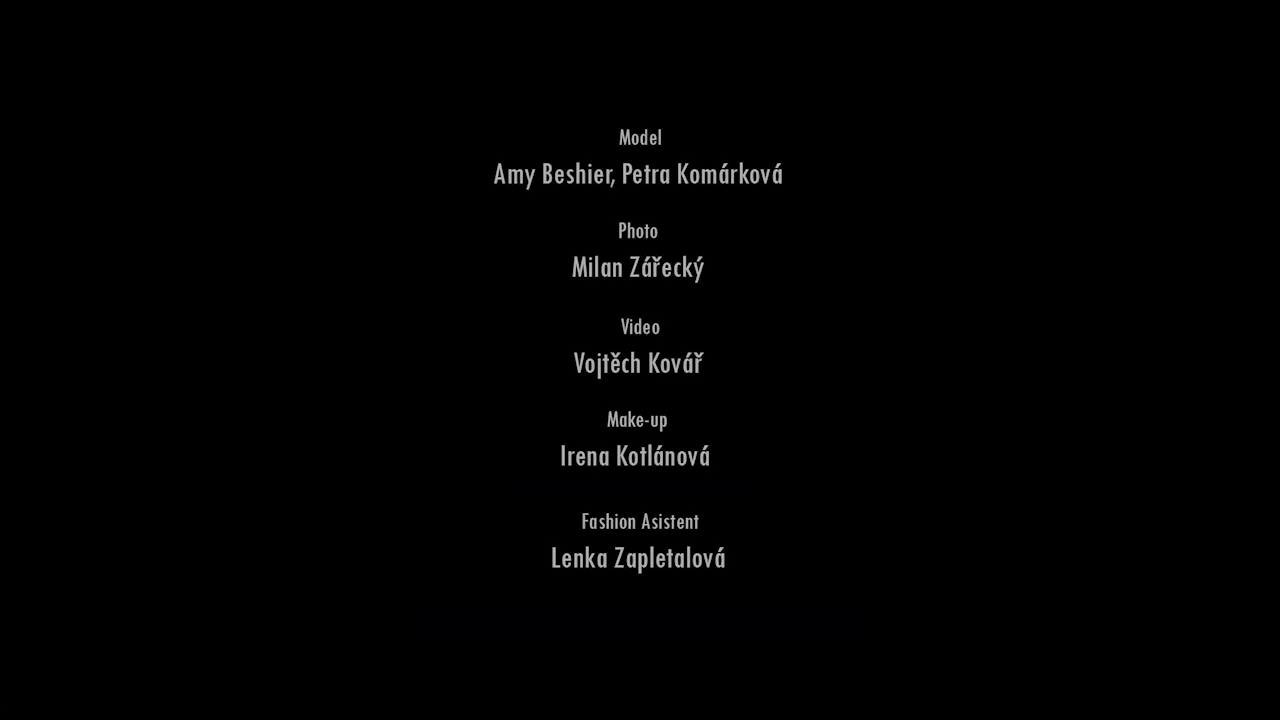 Model
Amy Beshier, Petra Komárková
Photo
Milan Zářecký
Video
Vojtěch Kovář
Make-up
Irena Kotlánová
Fashion Asistent
Lenka Zapletalová